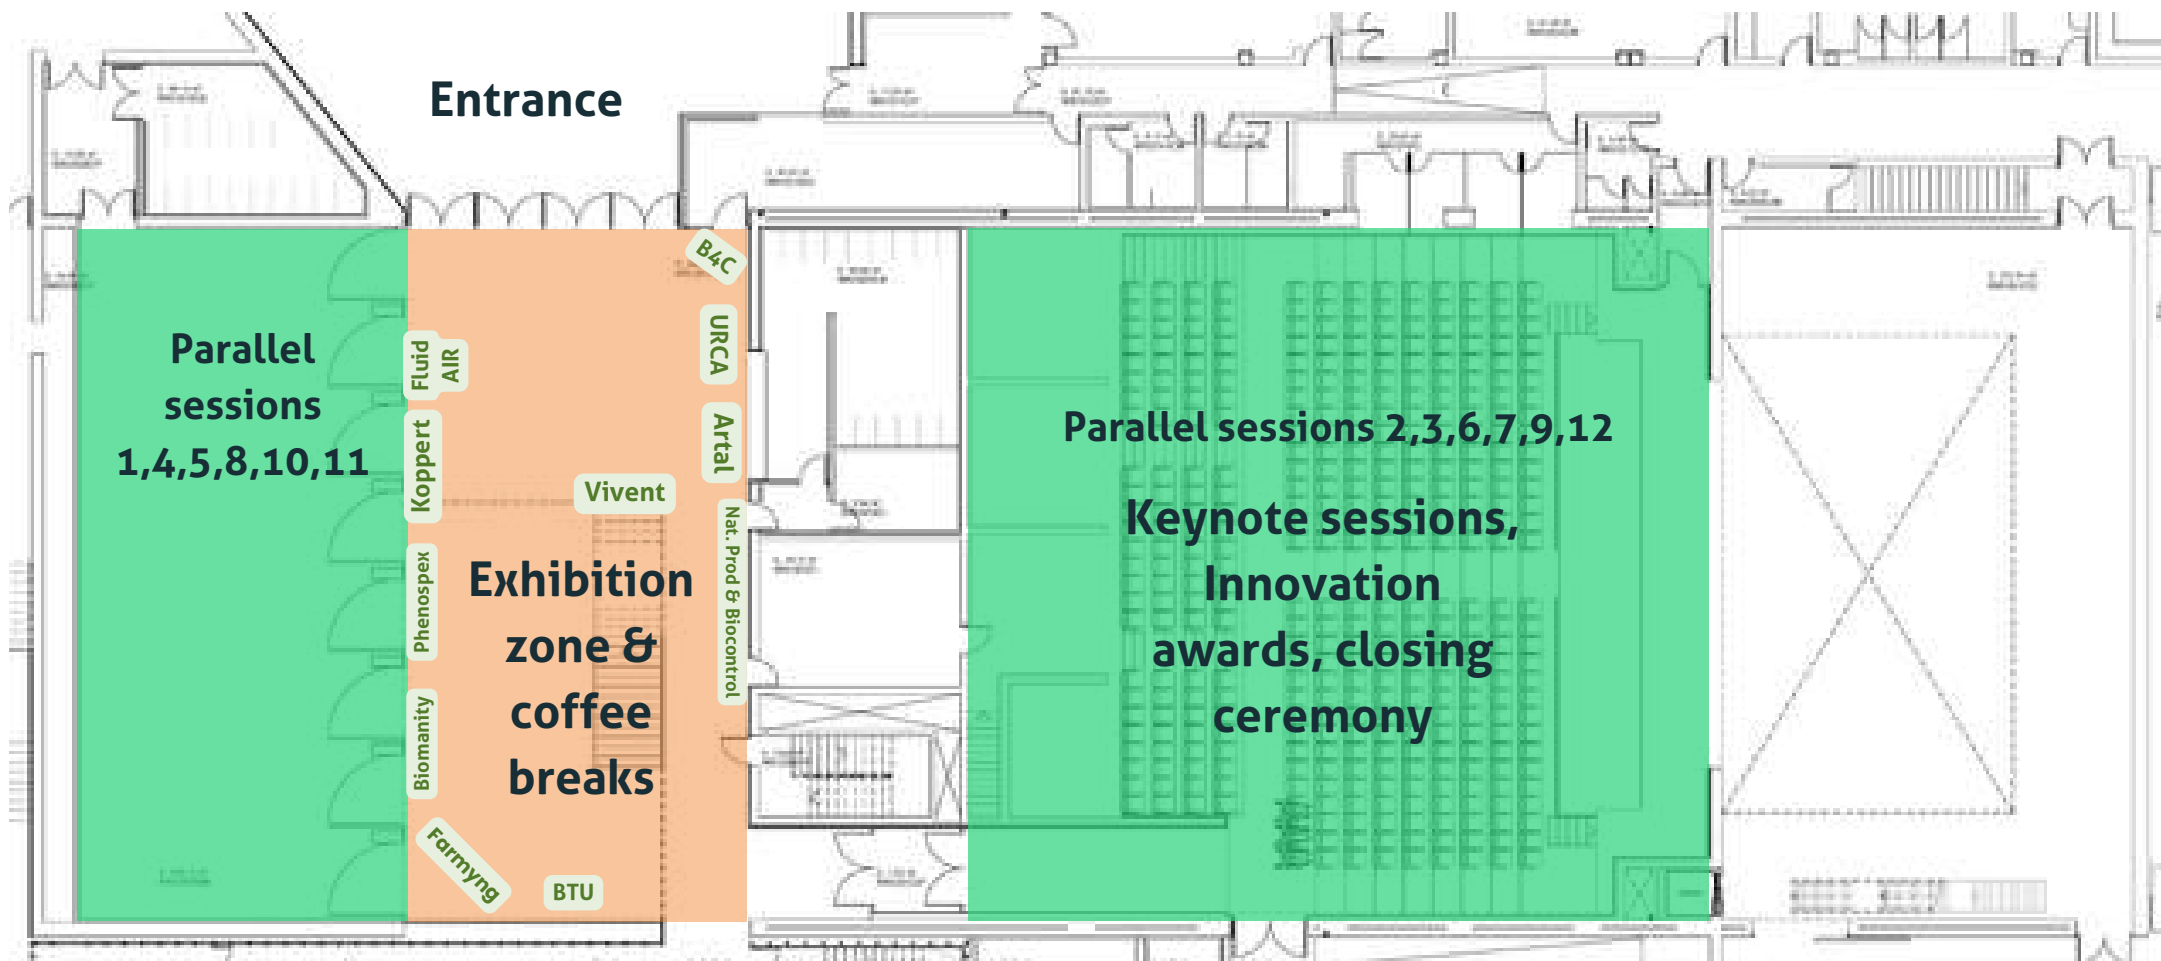 Entrance
B4C
URCA
Fluid
AIR
Parallel
sessions
1,4,5,8,10,11
Koppert
Artal
Vivent
Parallel sessions 2,3,6,7,9,12
Keynote sessions,
Innovation
awards, closing
ceremony
Nat. Prod & Biocontrol
Phenospex
Exhibition
zone &
coffee
breaks
Biomanity
Farmyng
BTU